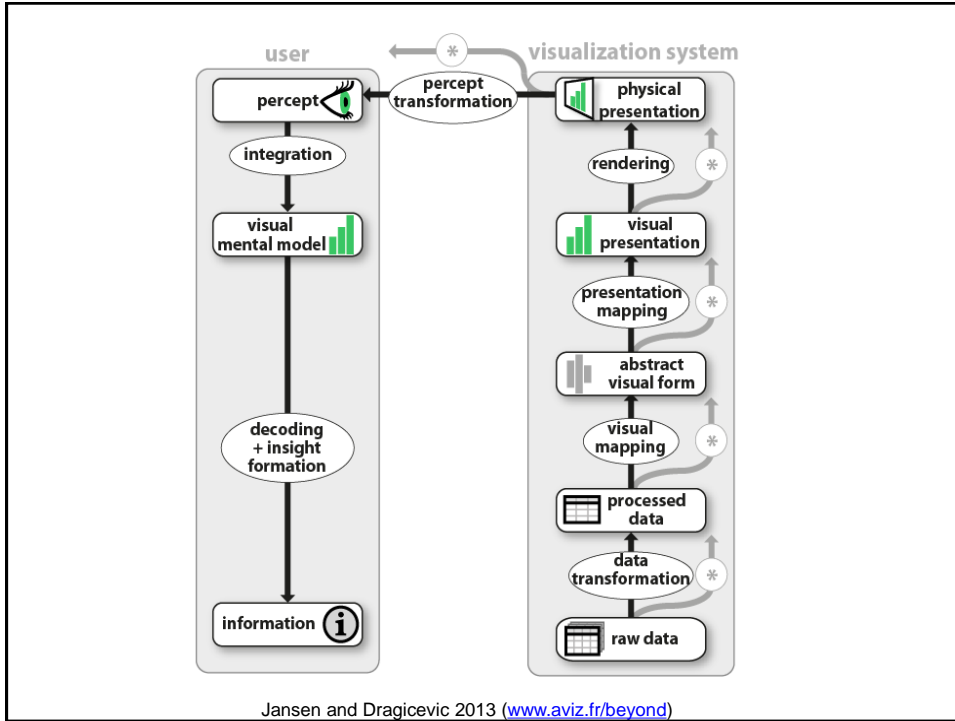 user
visualization system
*
percept
percept
transformation
physical
presentation
integration
rendering
*
visual
mental model
visual
presentation
presentation
mapping
*
abstract
visual form
decoding
+ insight
formation
visual
mapping
*
processed
data
data
transformation
*
information
i
raw data
Jansen and Dragicevic 2013 (www.aviz.fr/beyond)